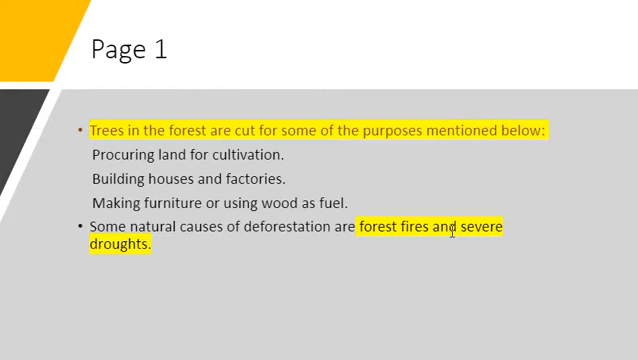 Page 1
• Trees in the forest are cut for some of the purposes mentioned below:
Procuring land for cultivation.
Building houses and factories.
Making furniture or using wood as fuel.
• Some natural causes of deforestation are forest fires and severe
droughts.